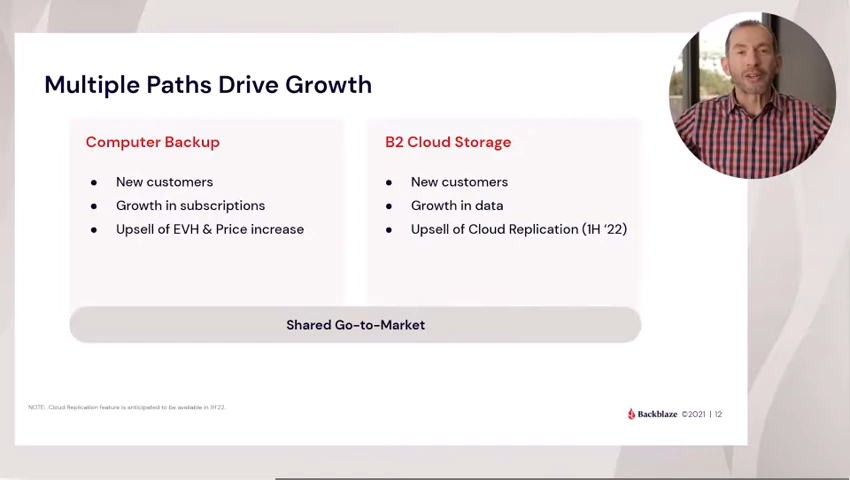 Multiple Paths Drive Growth
Computer Backup
● New customers
● Growth in subscriptions
● Upsell of EVH & Price increase
B2 Cloud Storage
● New customers
● Growth in data
● Upsell of Cloud Replication (1H ‘22)
Shared Go-to-Market
NOTE: Cloud Replication feature is anticipated to be available in 1H'22.
Backblaze ©2021 | 12